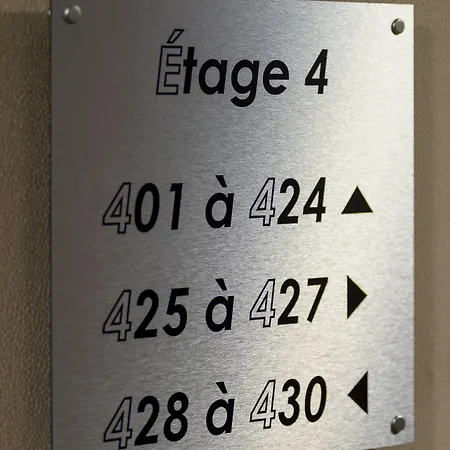 Étage 4
401 à 424 ▲
425 à 427 ▶
428 à 430 ◀